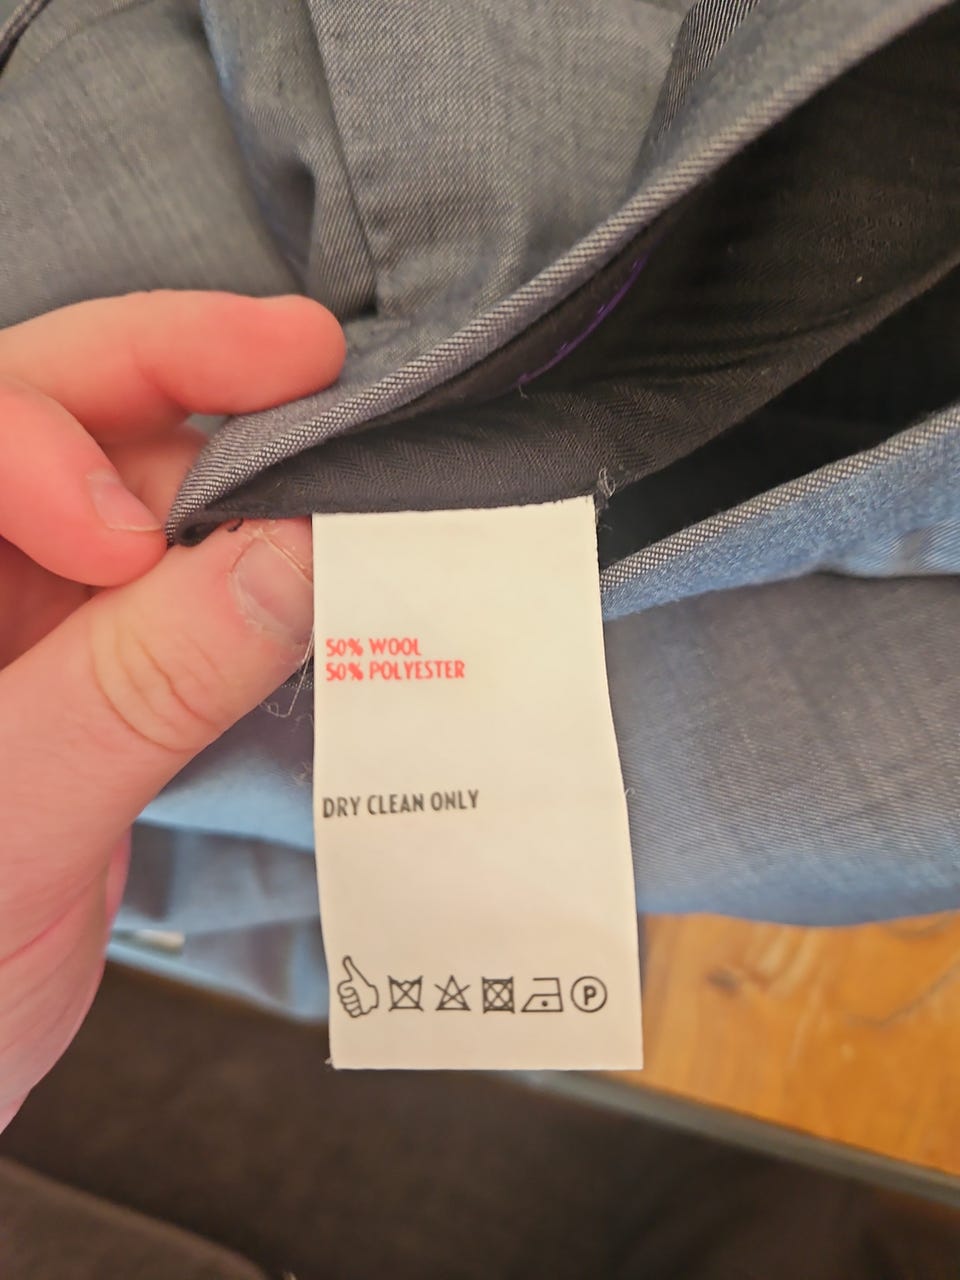 50% WOOL
50% POLYESTER
DRY CLEAN ONLY
P